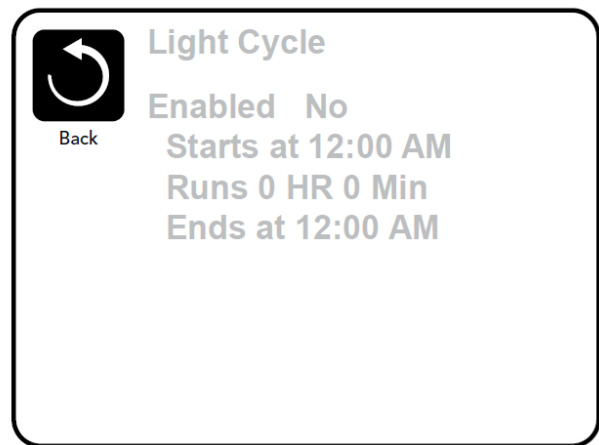 Light Cycle
Back
Enabled No
Starts at 12:00 AM
Runs 0 HR 0 Min
Ends at 12:00 AM